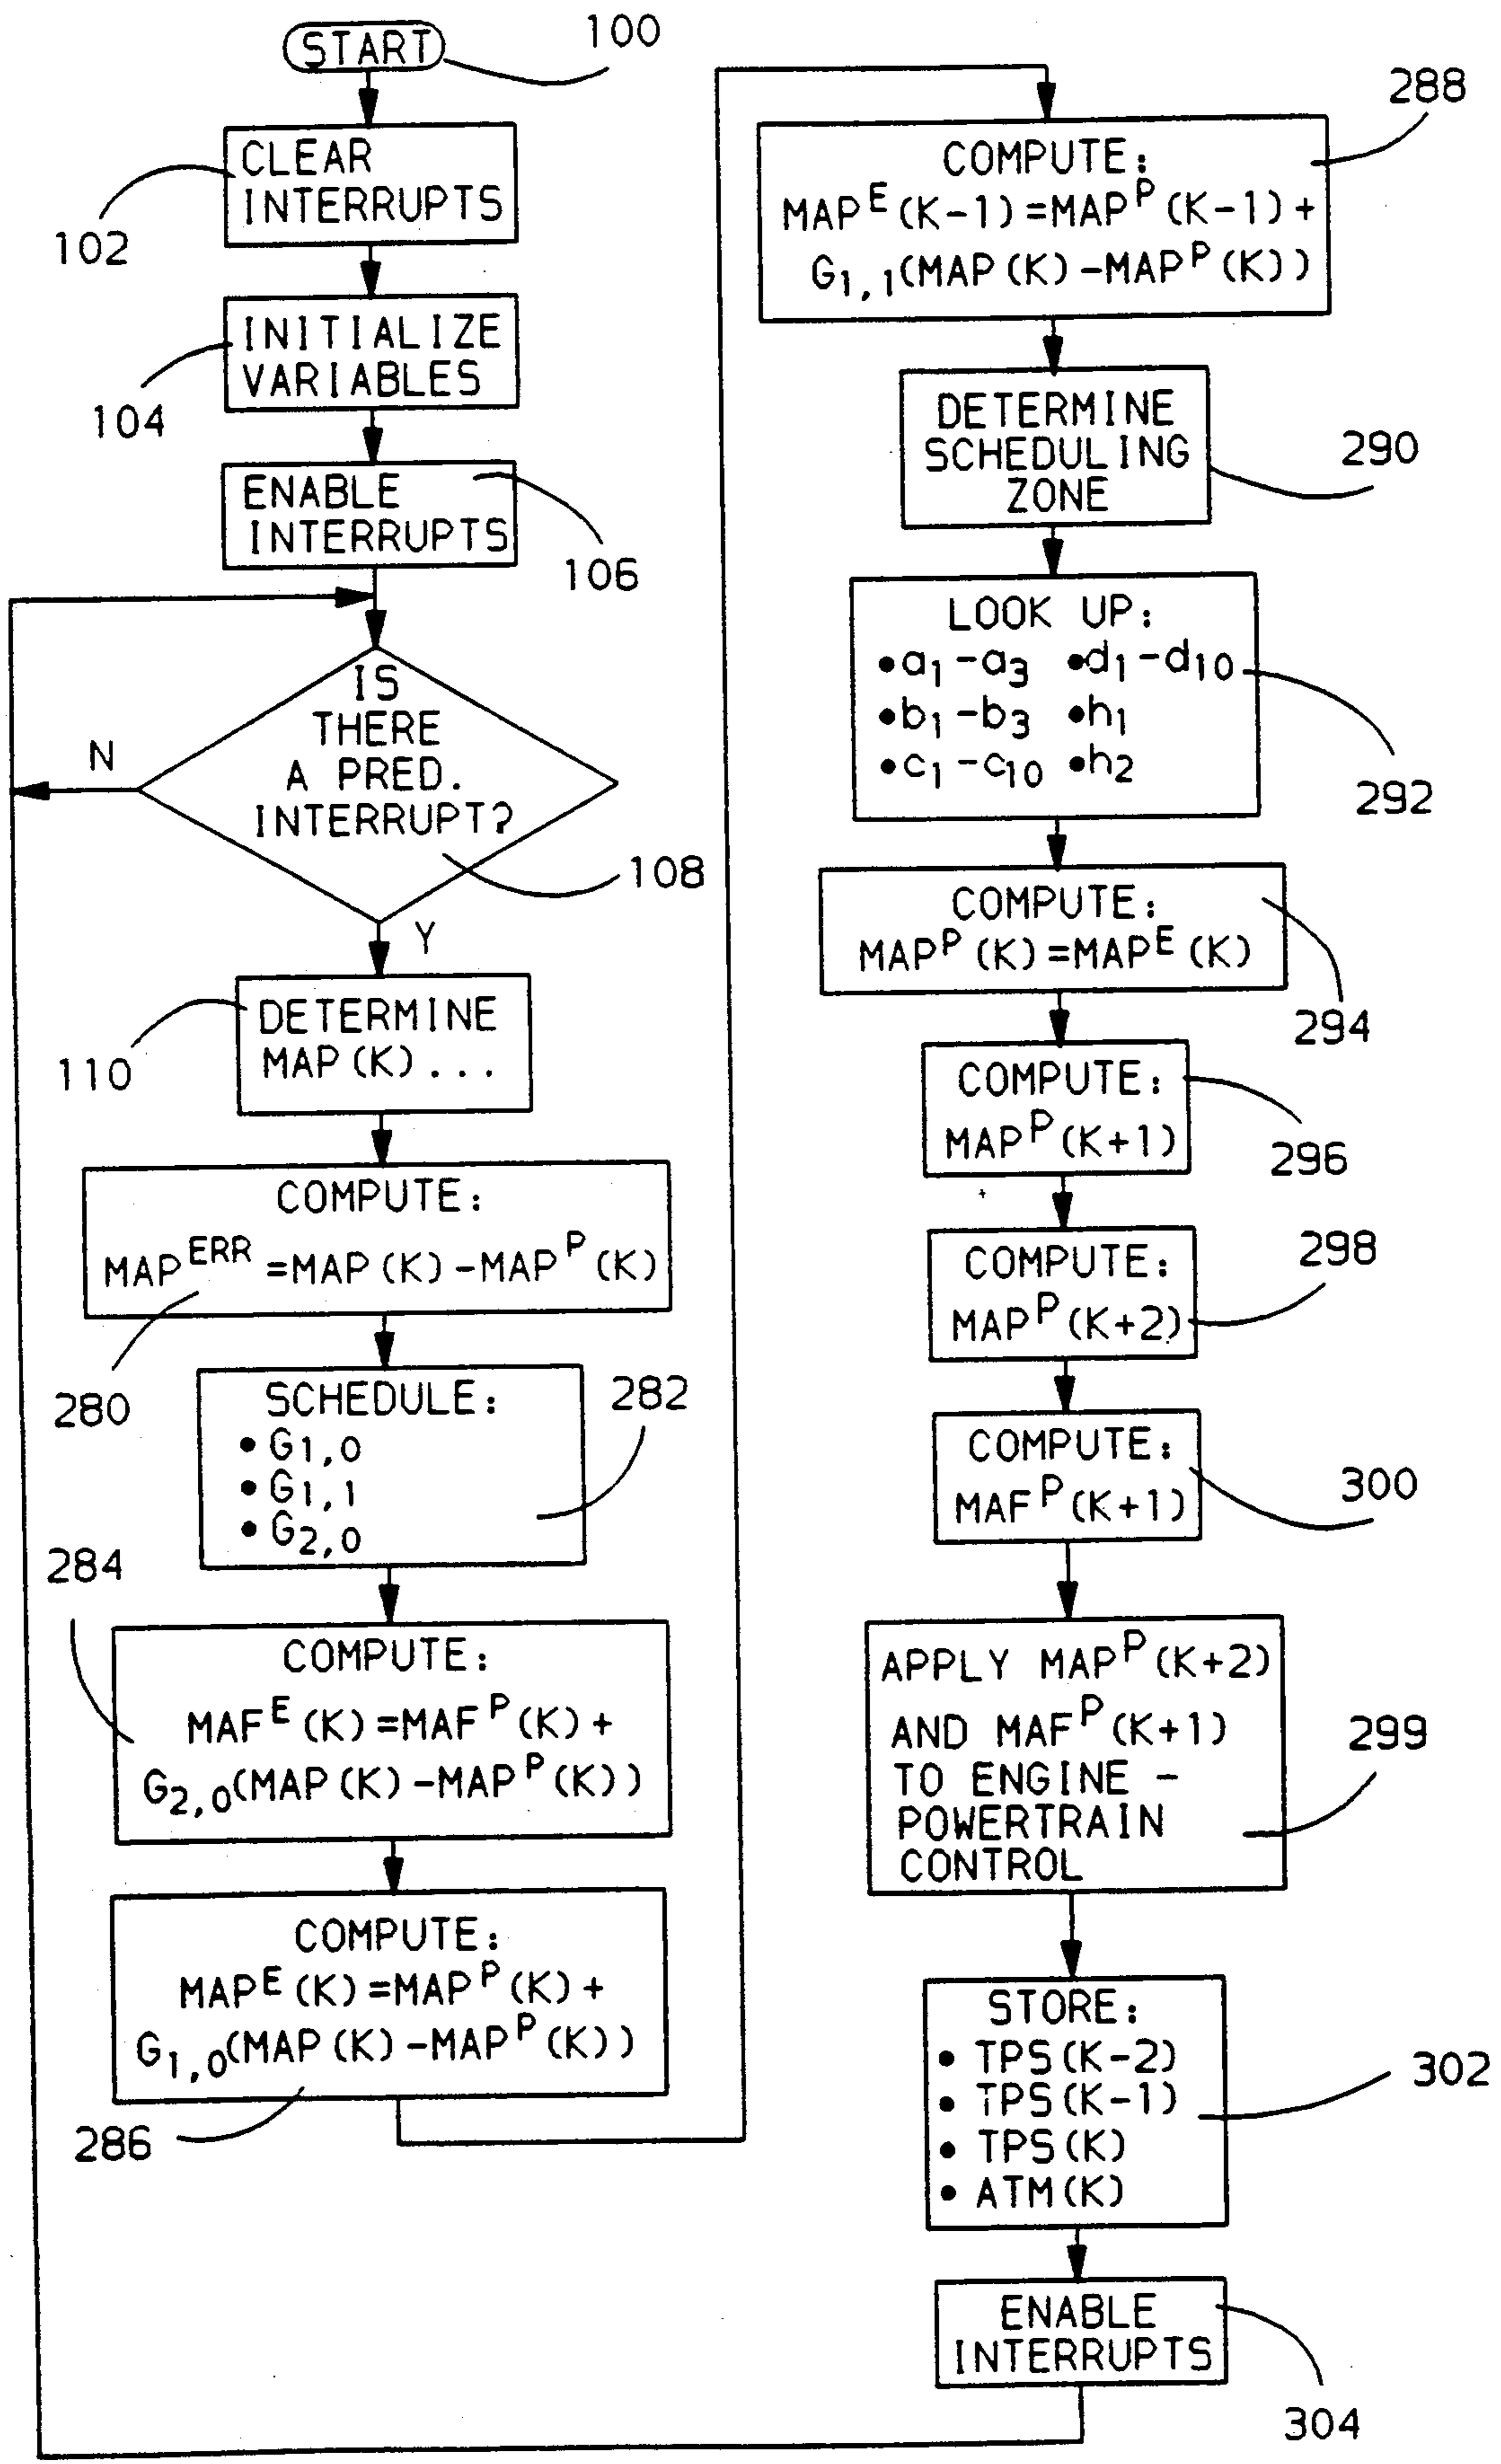 START
100
CLEAR
INTERRUPTS
102
INITIALIZE
VARIABLES
104
ENABLE
INTERRUPTS
106
IS
THERE
A PRED.
INTERRUPT?
N
Y
108
DETERMINE
MAP(K)...
110
COMPUTE:
MAP^ERR =MAP(K)-MAP^P(K)
280
SCHEDULE:
• G1,0
• G1,1
• G2,0
282
284
COMPUTE:
MAF^E(K)=MAF^P(K)+
G2,0(MAP(K)-MAP^P(K))
COMPUTE:
MAP^E(K)=MAP^P(K)+
G1,0(MAP(K)-MAP^P(K))
286
288
COMPUTE:
MAP^E(K-1)=MAP^P(K-1)+
G1,1(MAP(K)-MAP^P(K))
DETERMINE
SCHEDULING
ZONE
290
LOOK UP:
•a1-a3 •d1-d10
•b1-b3 •h1
•c1-c10 •h2
292
COMPUTE:
MAP^P(K)=MAP^E(K)
294
COMPUTE:
MAP^P(K+1)
296
COMPUTE:
MAP^P(K+2)
298
COMPUTE:
MAF^P(K+1)
300
APPLY MAP^P(K+2)
AND MAF^P(K+1)
TO ENGINE -
POWERTRAIN
CONTROL
299
STORE:
• TPS(K-2)
• TPS(K-1)
• TPS(K)
• ATM(K)
302
ENABLE
INTERRUPTS
304